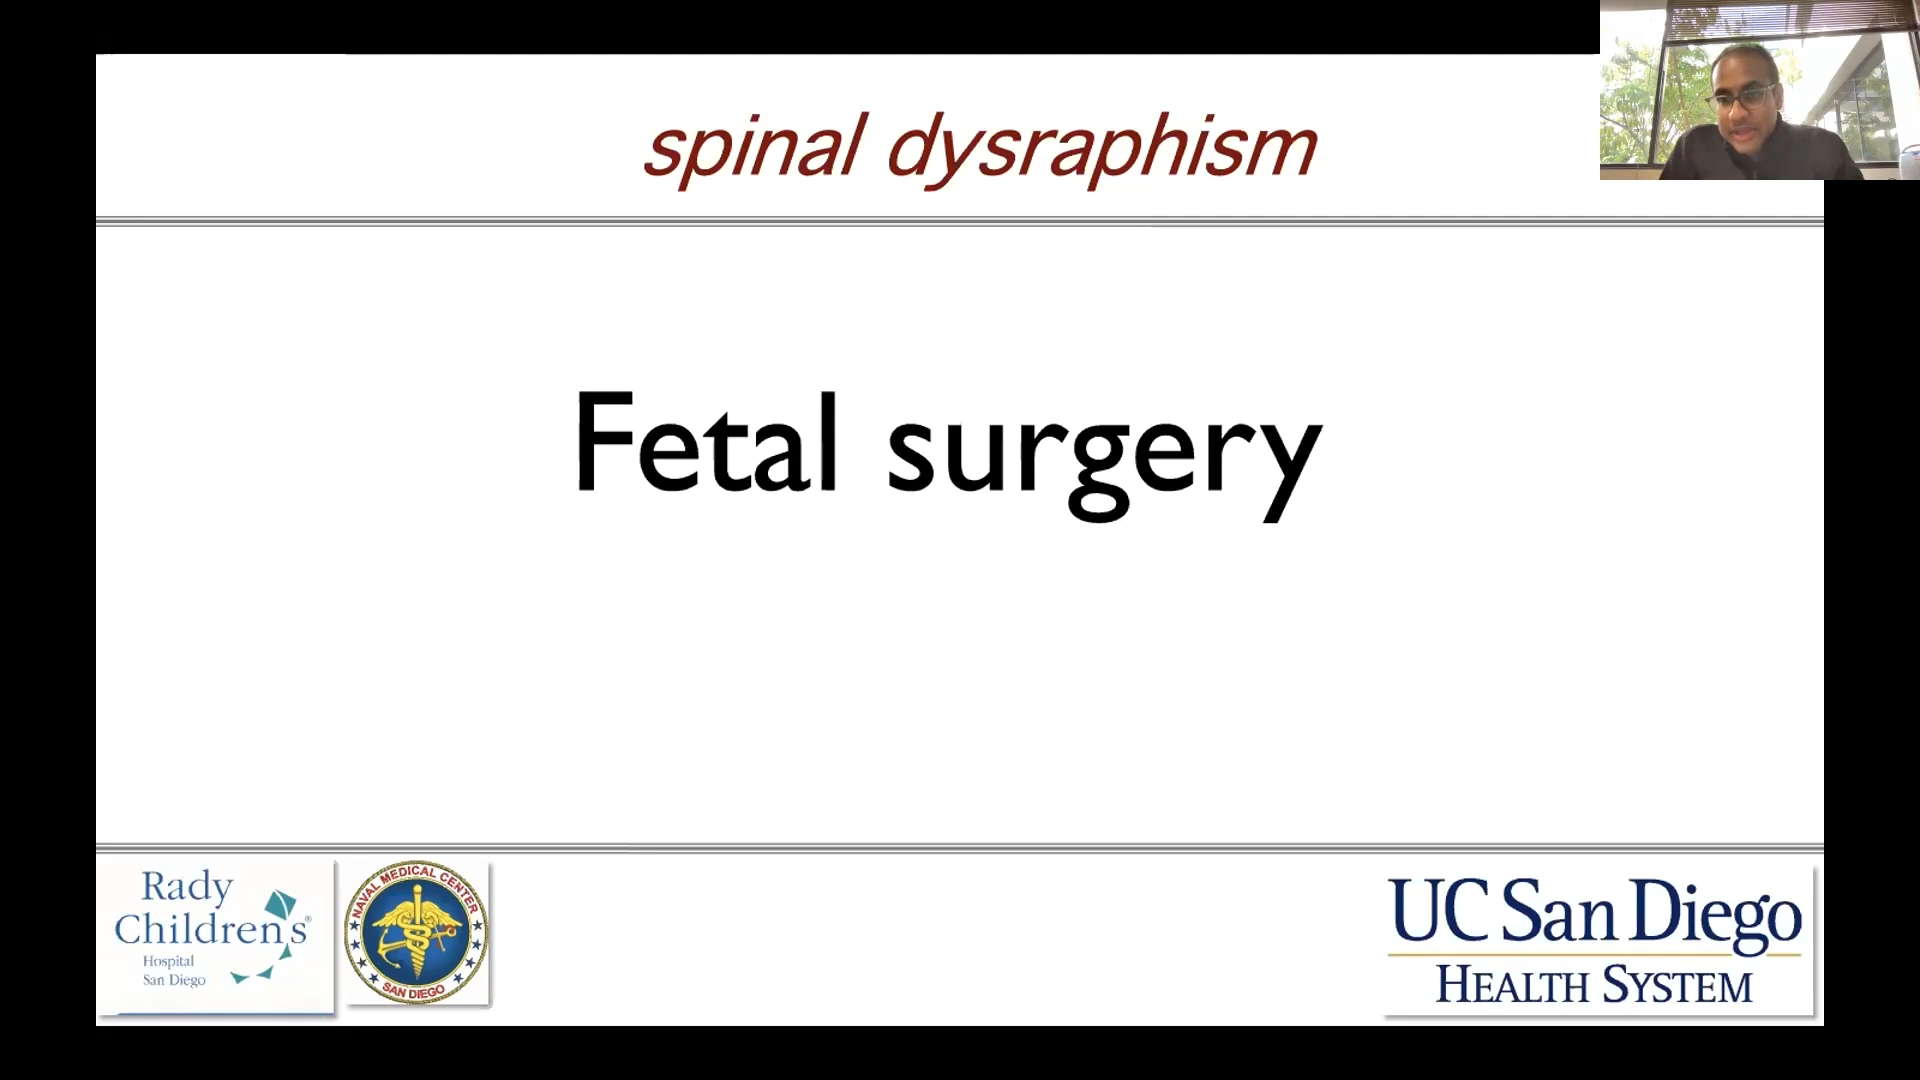 spinal dysraphism
Fetal surgery
Rady
Children's®
Hospital
San Diego
NAVAL MEDICAL CENTER
SAN DIEGO
UC San Diego
HEALTH SYSTEM